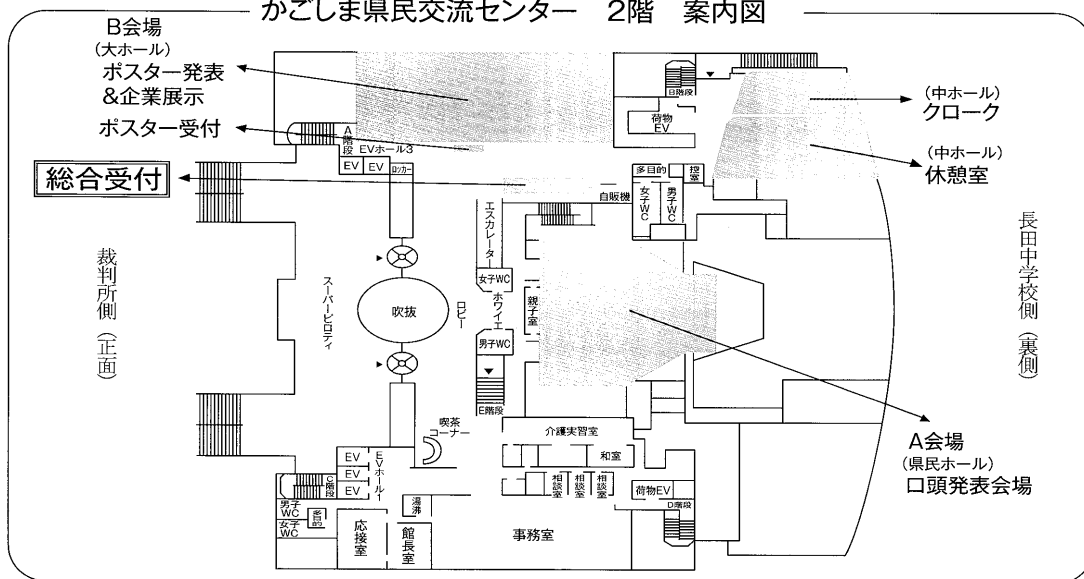 かごしま県民交流センター 2階 案内図
B会場
(大ホール)
ポスター発表
&企業展示
ポスター受付
総合受付
裁判所側(正面)
(中ホール)
クローク
(中ホール)
休憩室
長田中学校側(裏側)
A会場
(県民ホール)
口頭発表会場
A階段
EVホール3
EV
EV
ロッカー
B階段
荷物
EV
多目的
控室
自販機
女子WC
男子WC
エスカレーター
女子WC
ホワイエ
男子WC
親子室
E階段
スーパーピロティ
吹抜
ロビー
喫茶
コーナー
介護実習室
和室
相談室
相談室
相談室
荷物EV
D階段
EV
EV
EV
EVホール1
C階段
男子
WC
女子
WC
多目的
湯沸
応接室
館長室
事務室